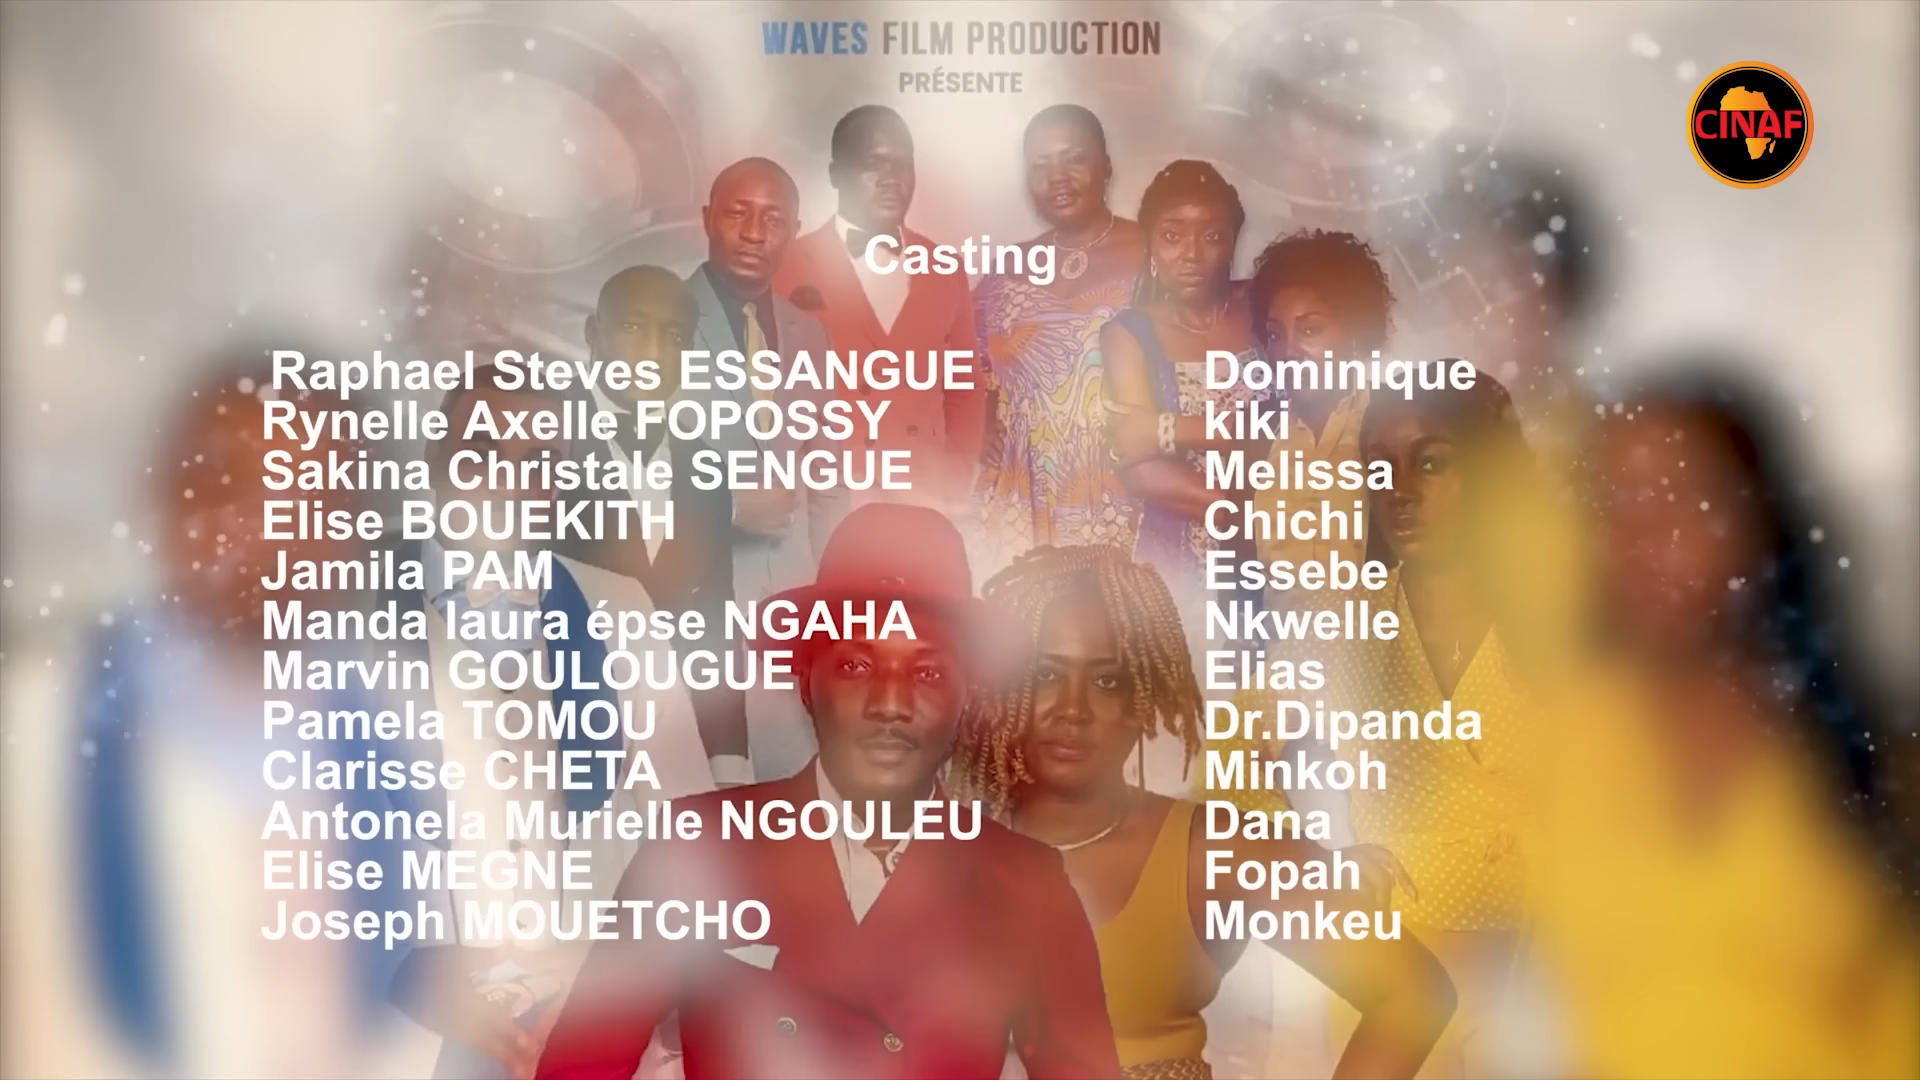 WAVES FILM PRODUCTION
PRÉSENTE
CINAF
Casting
Raphael Steves ESSANGUE Dominique
Rynelle Axelle FOPOSSY kiki
Sakina Christale SENGUE Melissa
Elise BOUEKITH Chichi
Jamila PAM Essebe
Manda laura épse NGAHA Nkwelle
Marvin GOULOUGUE Elias
Pamela TOMOU Dr.Dipanda
Clarisse CHETA Minkoh
Antonela Murielle NGOULEU Dana
Elise MEGNE Fopah
Joseph MOUETCHO Monkeu